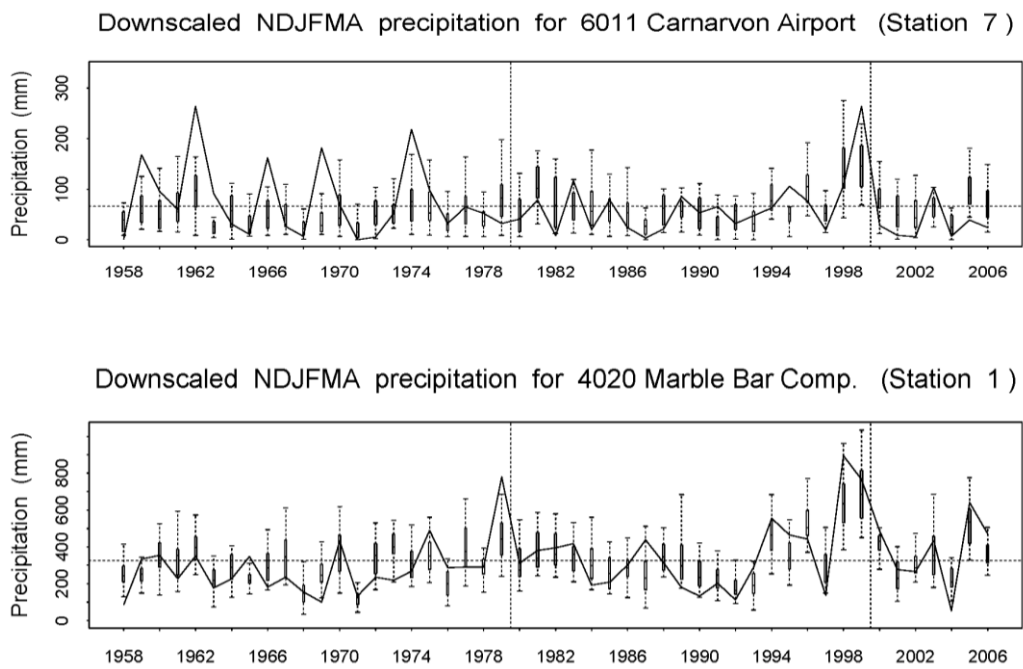 Downscaled NDJFMA precipitation for 6011 Carnarvon Airport (Station 7 )
Precipitation (mm)
300
200
100
0
1958 1962 1966 1970 1974 1978 1982 1986 1990 1994 1998 2002 2006
Downscaled NDJFMA precipitation for 4020 Marble Bar Comp. (Station 1 )
Precipitation (mm)
800
600
400
200
0
1958 1962 1966 1970 1974 1978 1982 1986 1990 1994 1998 2002 2006